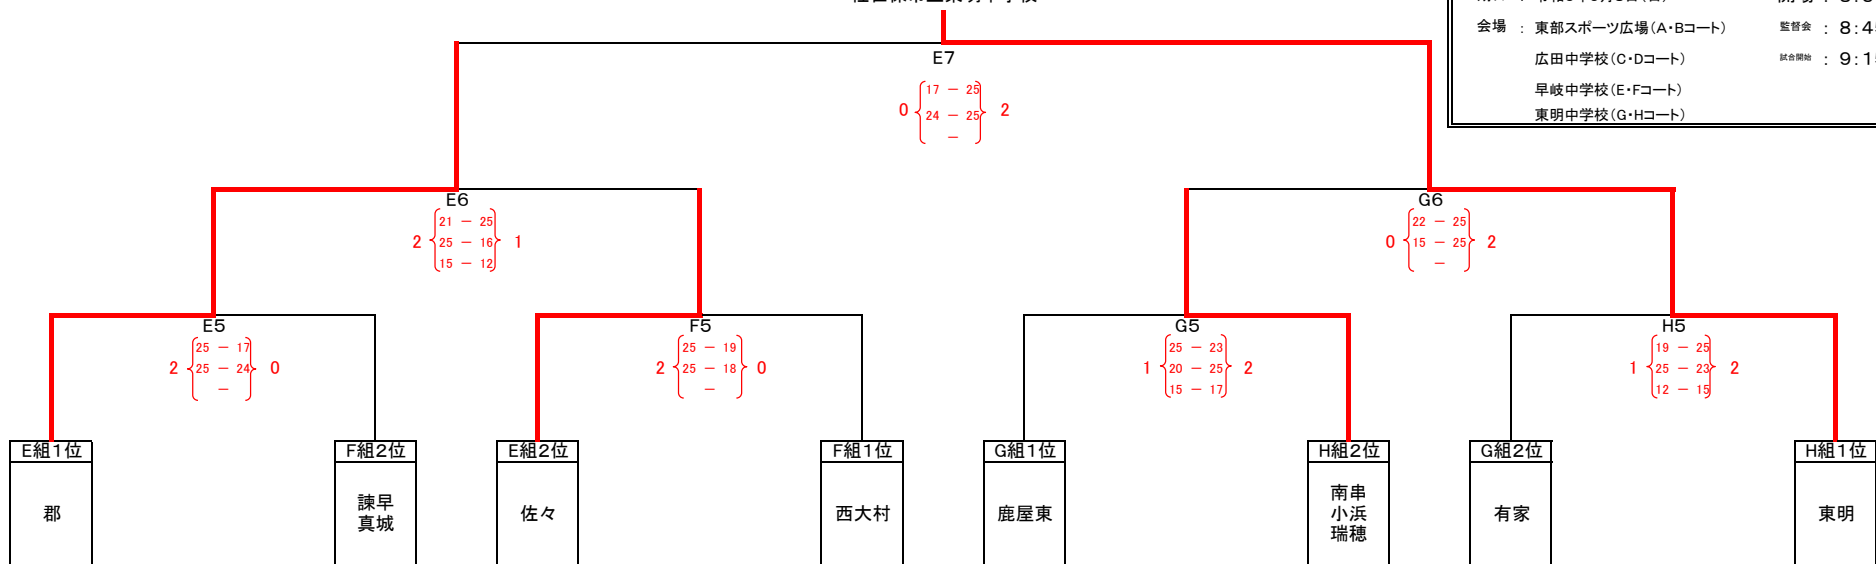 会場 : 東部スポーツ広場(A・Bコート)
監督会 : 8:4
広田中学校(C・Dコート)
試合開始 : 9:1
早岐中学校(E・Fコート)
東明中学校(G・Hコート)
E7
17 − 25
0 24 − 25 2
−
E6
21 − 25
2 25 − 16 1
15 − 12
G6
22 − 25
0 15 − 25 2
−
E5
25 − 17
2 25 − 24 0
−
F5
25 − 19
2 25 − 18 0
−
G5
25 − 23
1 20 − 25 2
15 − 17
H5
19 − 25
1 25 − 23 2
12 − 15
E組1位
郡
F組2位
諫早
真城
E組2位
佐々
F組1位
西大村
G組1位
鹿屋東
H組2位
南串
小浜
瑞穂
G組2位
有家
H組1位
東明